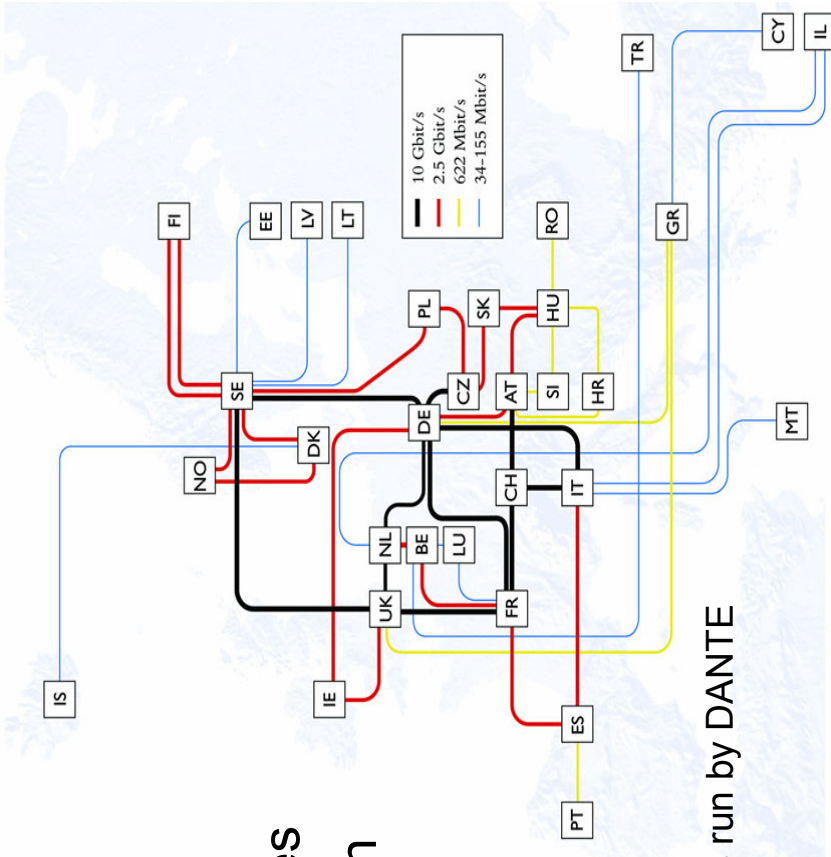 IS
FI
NO
SE
EE
LV
es
DK
IE
LT
n
UK
NL
BE
DE
PL
10 Gbit/s
2.5 Gbit/s
622 Mbit/s
34–155 Mbit/s
LU
CZ
SK
FR
CH
AT
SI
HU
RO
PT
ES
IT
HR
TR
GR
run by DANTE
CY
MT
IL